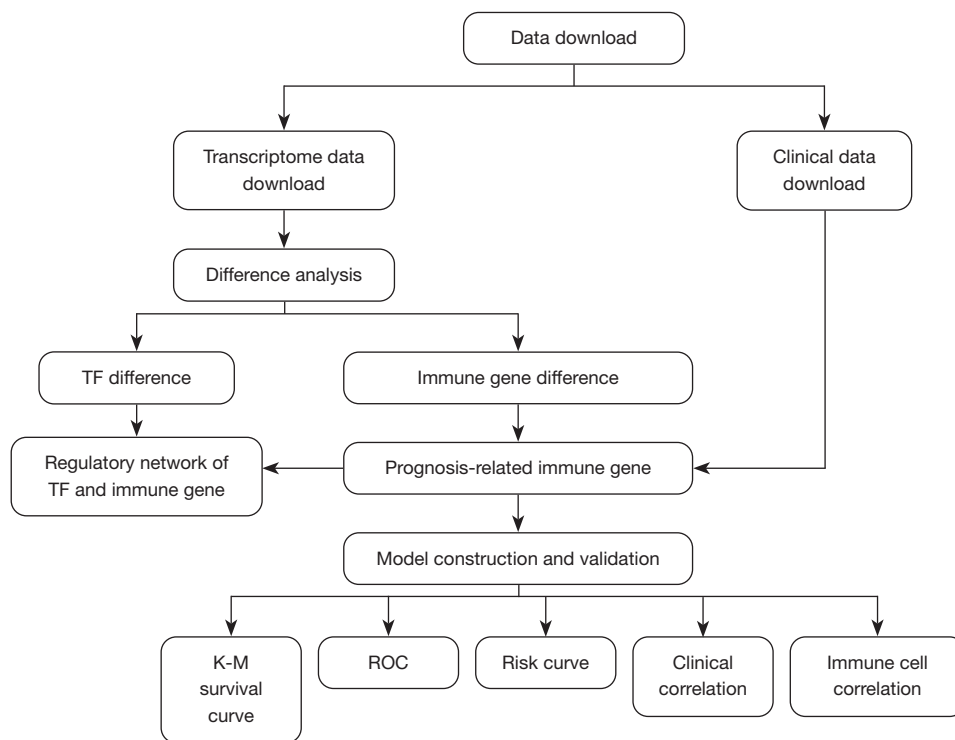 Data download
Transcriptome data
download
Clinical data
download
Difference analysis
TF difference
Immune gene difference
Regulatory network of
TF and immune gene
Prognosis-related immune gene
Model construction and validation
K-M
survival
curve
ROC
Risk curve
Clinical
correlation
Immune cell
correlation